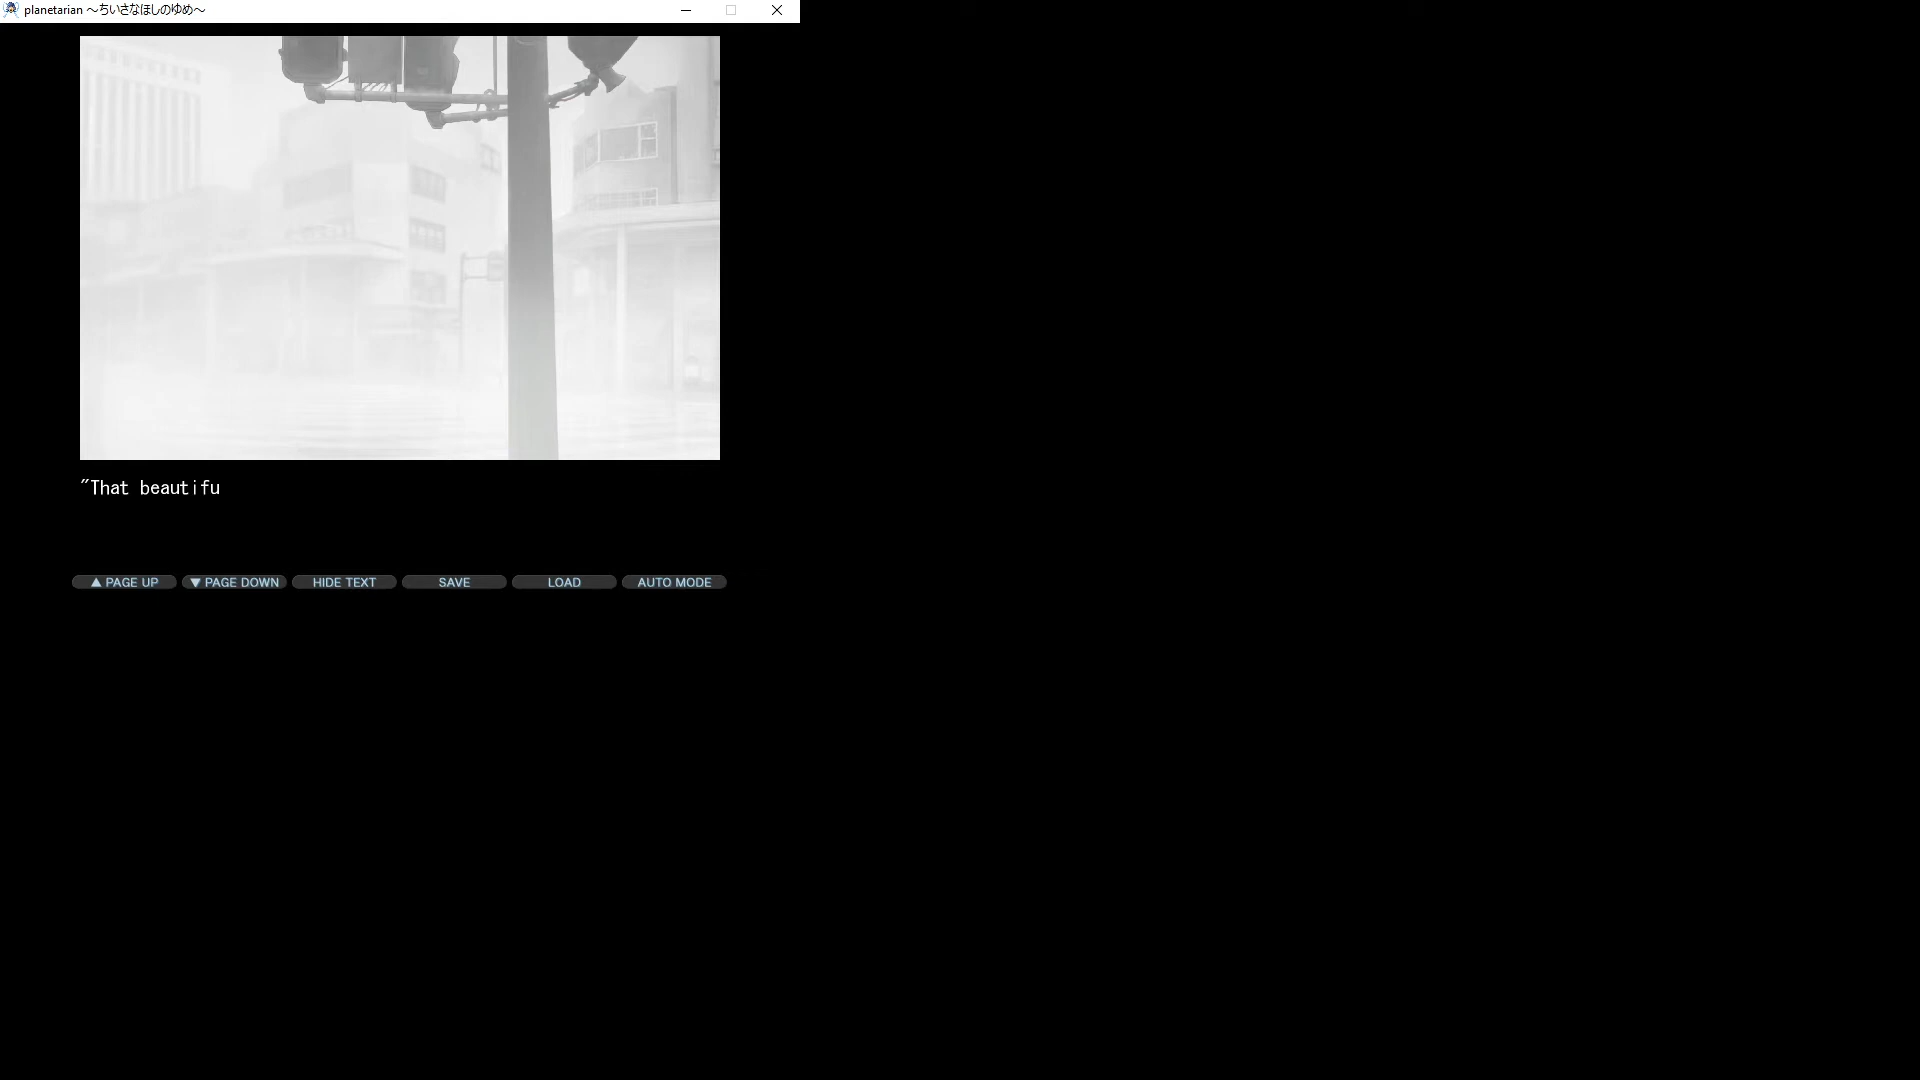 planetarian ～ちいさなほしのゆめ～
"That beautifu
▲ PAGE UP
▼ PAGE DOWN
HIDE TEXT
SAVE
LOAD
AUTO MODE